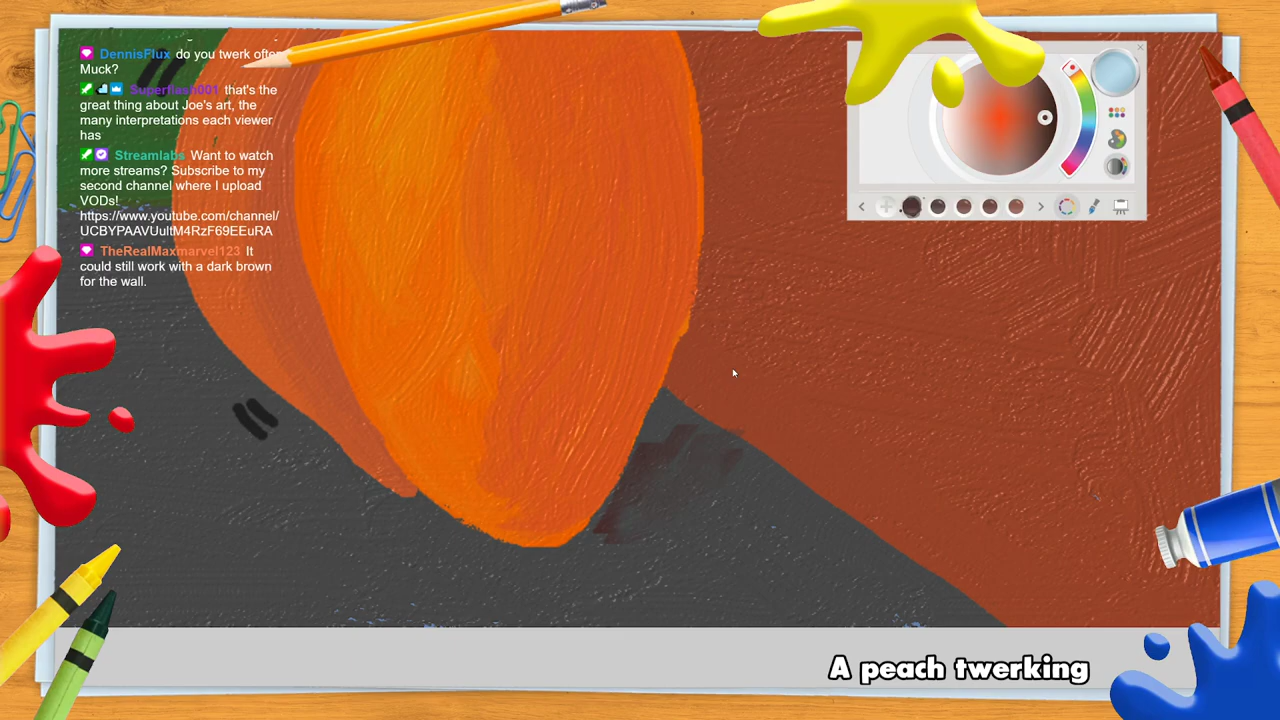 DennisFlux do you twerk often
Muck?
Superflash001 that's the
great thing about Joe's art, the
many interpretations each viewer
has
Streamlabs Want to watch
more streams? Subscribe to my
second channel where I upload
VODs!
https://www.youtube.com/channel/
UCBYPAAVUultM4RzF69EEuRA
TheRealMaxmarvel123 It
could still work with a dark brown
for the wall.
A peach twerking